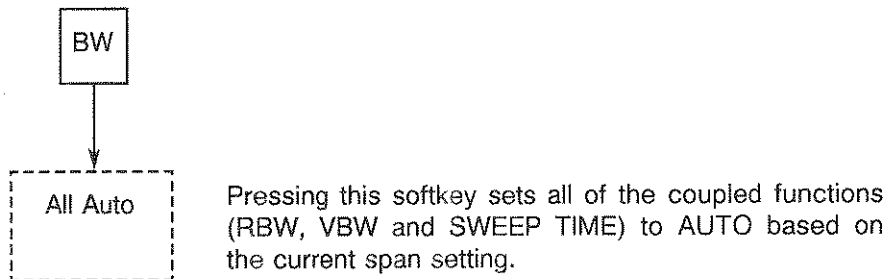 BW
All Auto
Pressing this softkey sets all of the coupled functions
(RBW, VBW and SWEEP TIME) to AUTO based on
the current span setting.